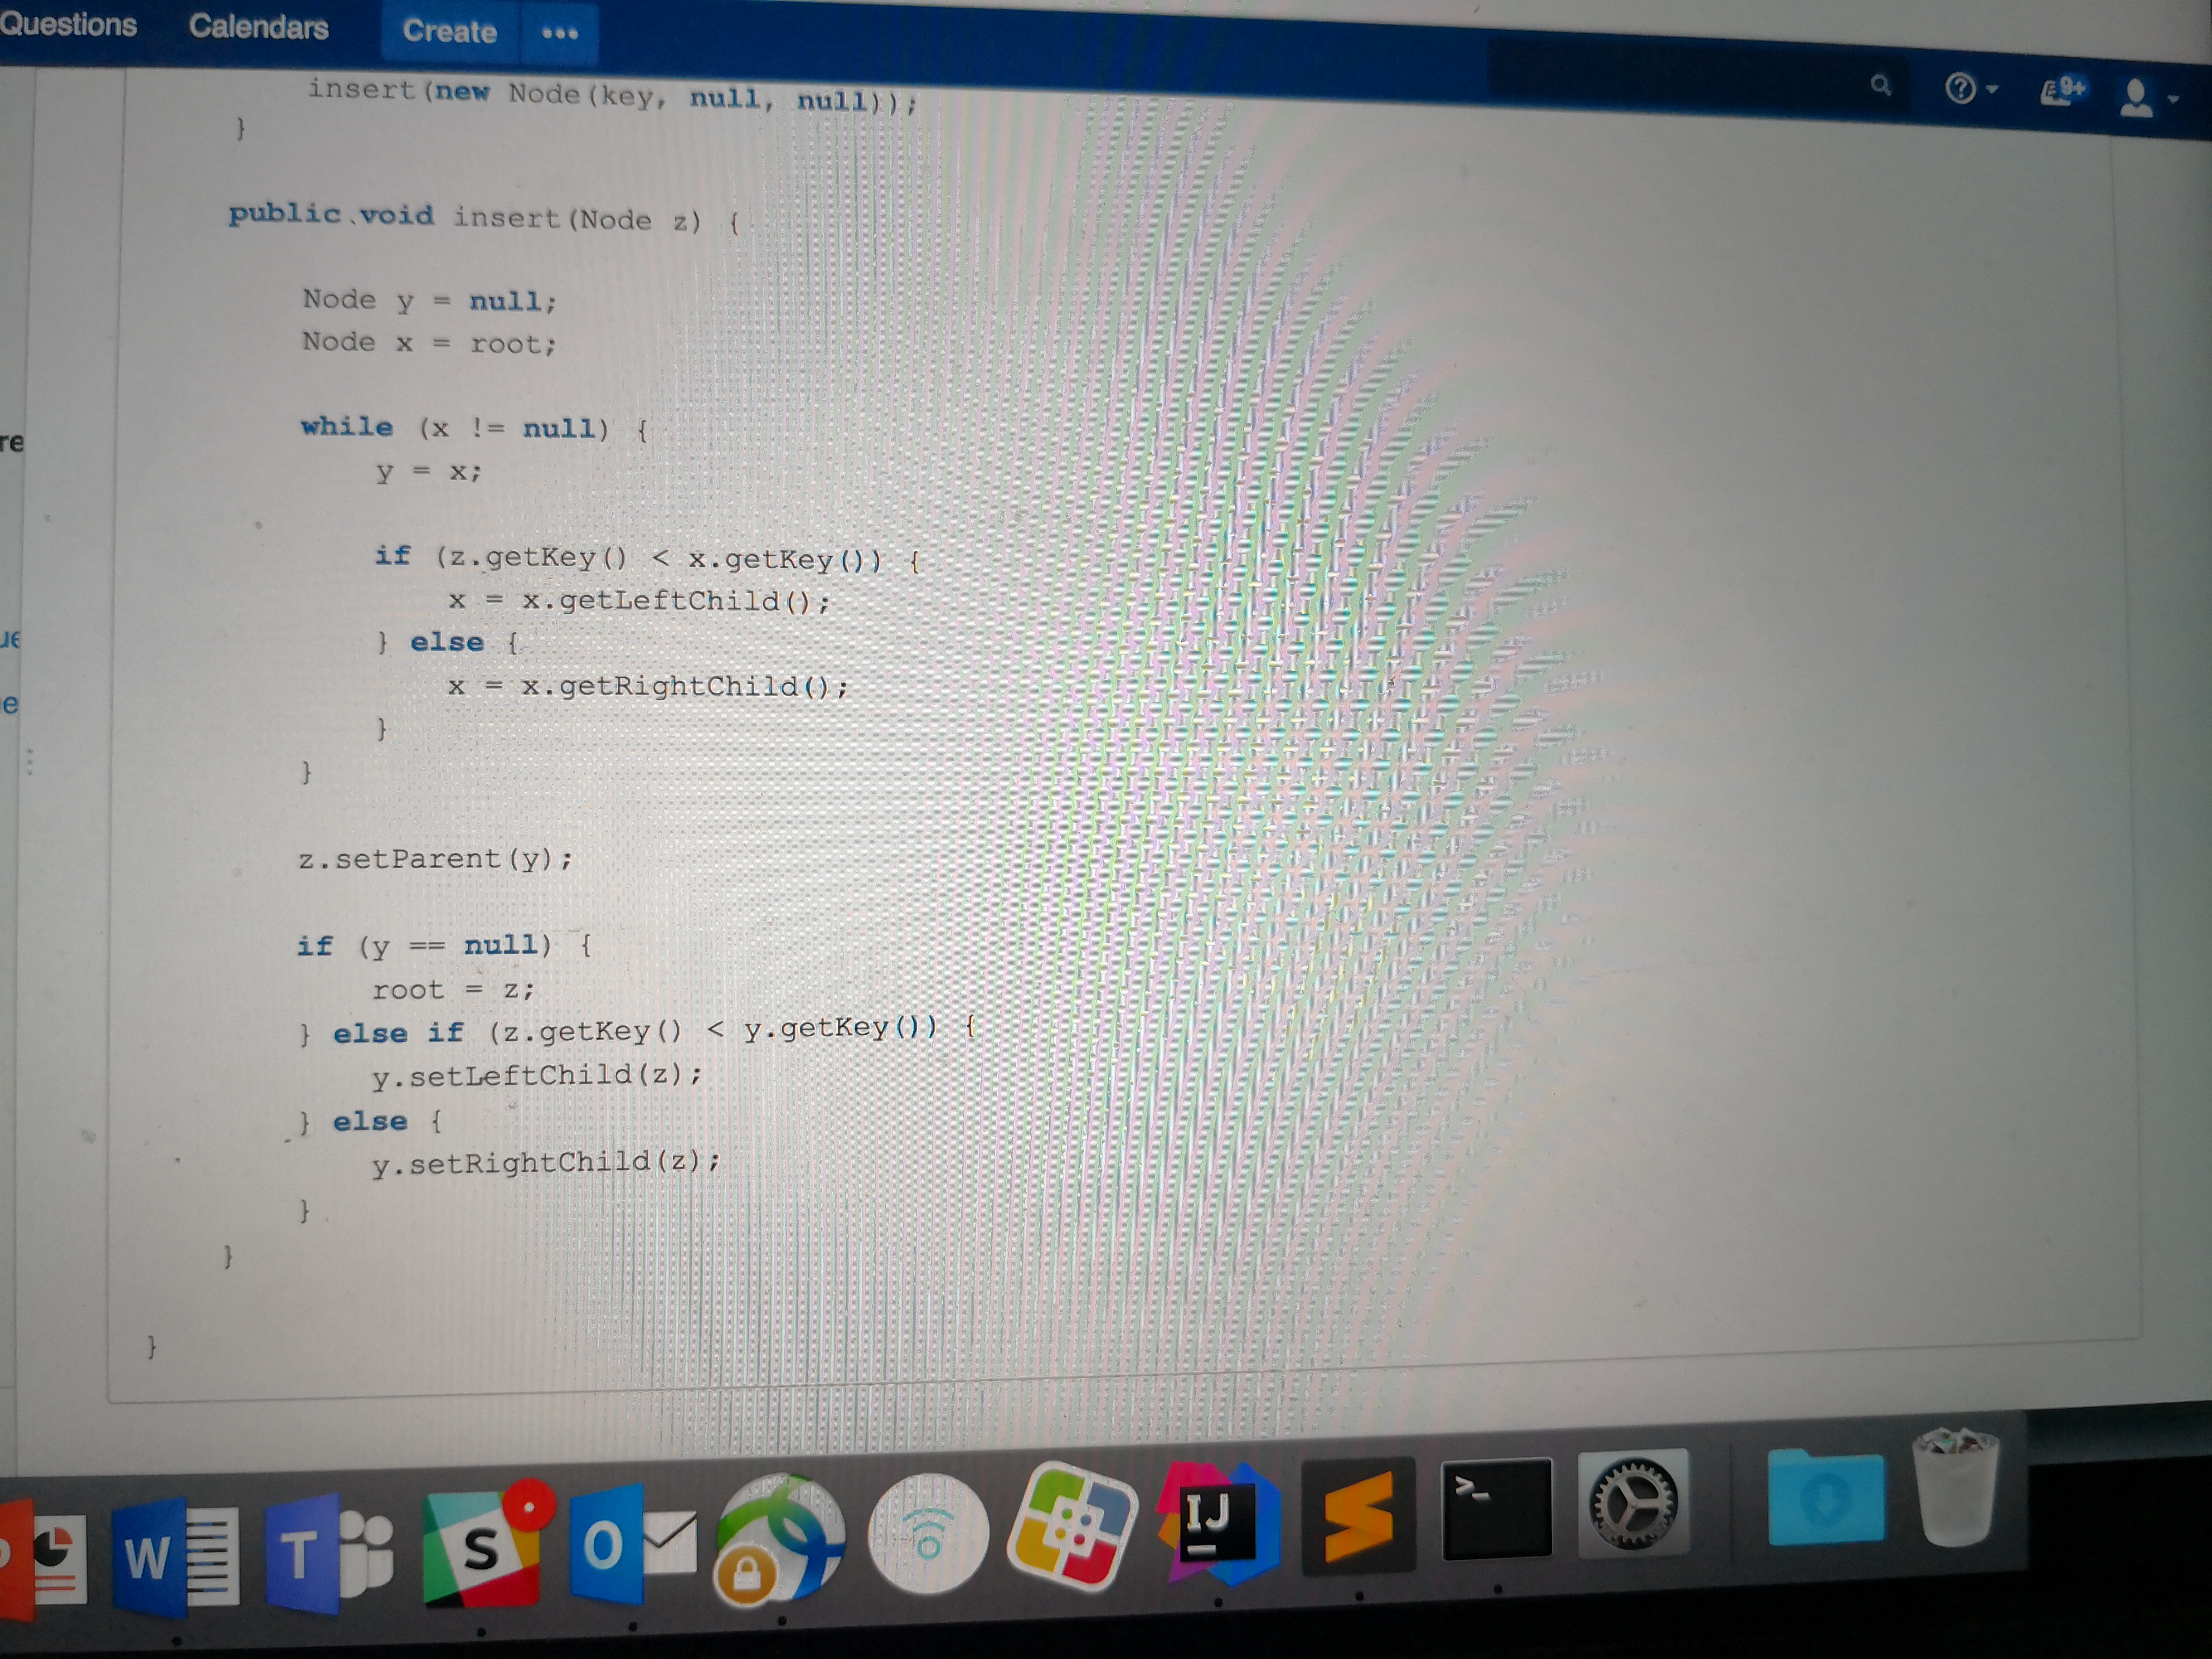 Questions Calendars Create •••
9+
insert(new Node(key, null, null));
}
public void insert(Node z) {
Node y = null;
Node x = root;
while (x != null) {
y = x;
if (z.getKey() < x.getKey()) {
x = x.getLeftChild();
} else {
x = x.getRightChild();
}
}
z.setParent(y);
if (y == null) {
root = z;
} else if (z.getKey() < y.getKey()) {
y.setLeftChild(z);
} else {
y.setRightChild(z);
}
}
}
re
ue
e
W T S O IJ >_